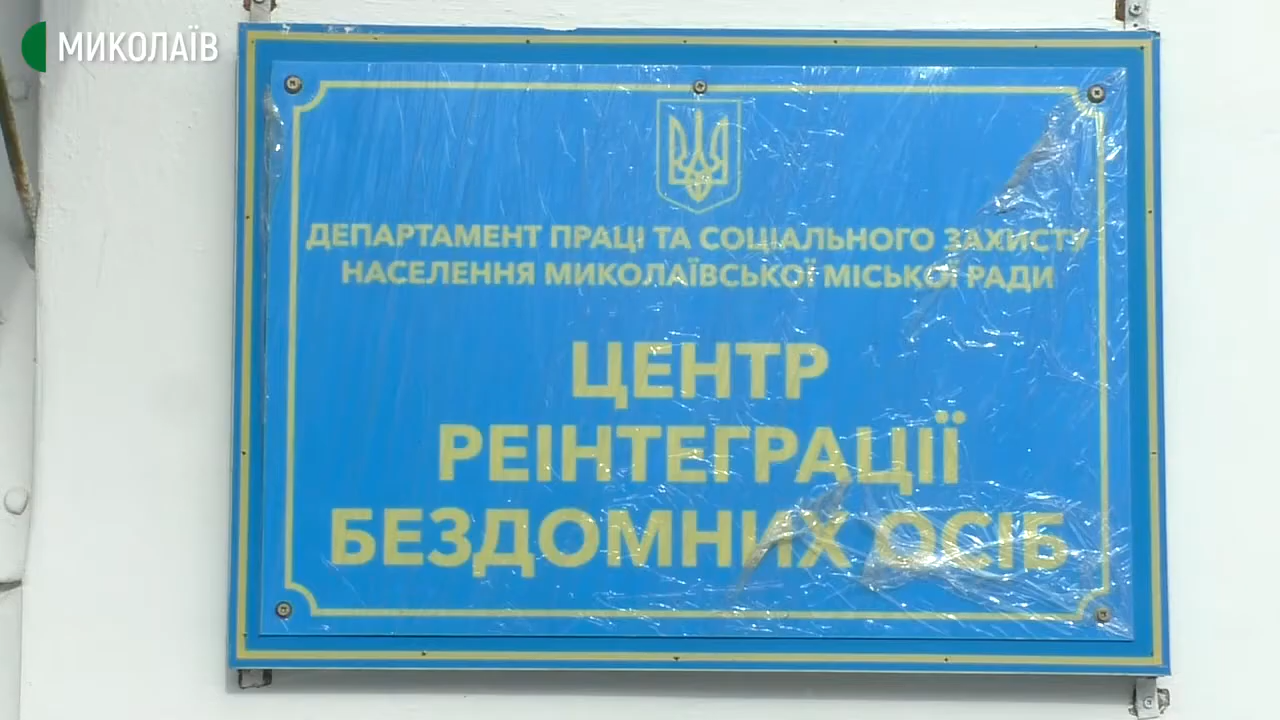 МИКОЛАЇВ
ДЕПАРТАМЕНТ ПРАЦІ ТА СОЦІАЛЬНОГО ЗАХИСТУ
НАСЕЛЕННЯ МИКОЛАЇВСЬКОЇ МІСЬКОЇ РАДИ
ЦЕНТР
РЕІНТЕГРАЦІЇ
БЕЗДОМНИХ ОСІБ